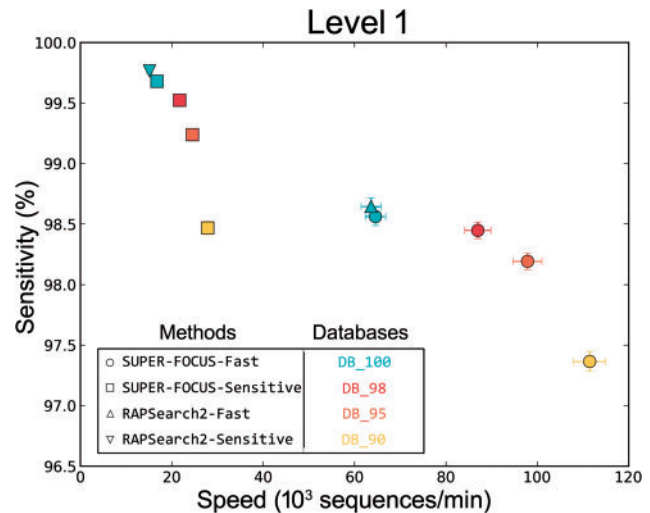 Level 1
100.0
99.5
99.0
98.5
98.0
97.5
97.0
96.5
Sensitivity (%)
Methods Databases
SUPER-FOCUS-Fast DB_100
SUPER-FOCUS-Sensitive DB_98
RAPSearch2-Fast DB_95
RAPSearch2-Sensitive DB_90
0 20 40 60 80 100 120
Speed (10³ sequences/min)